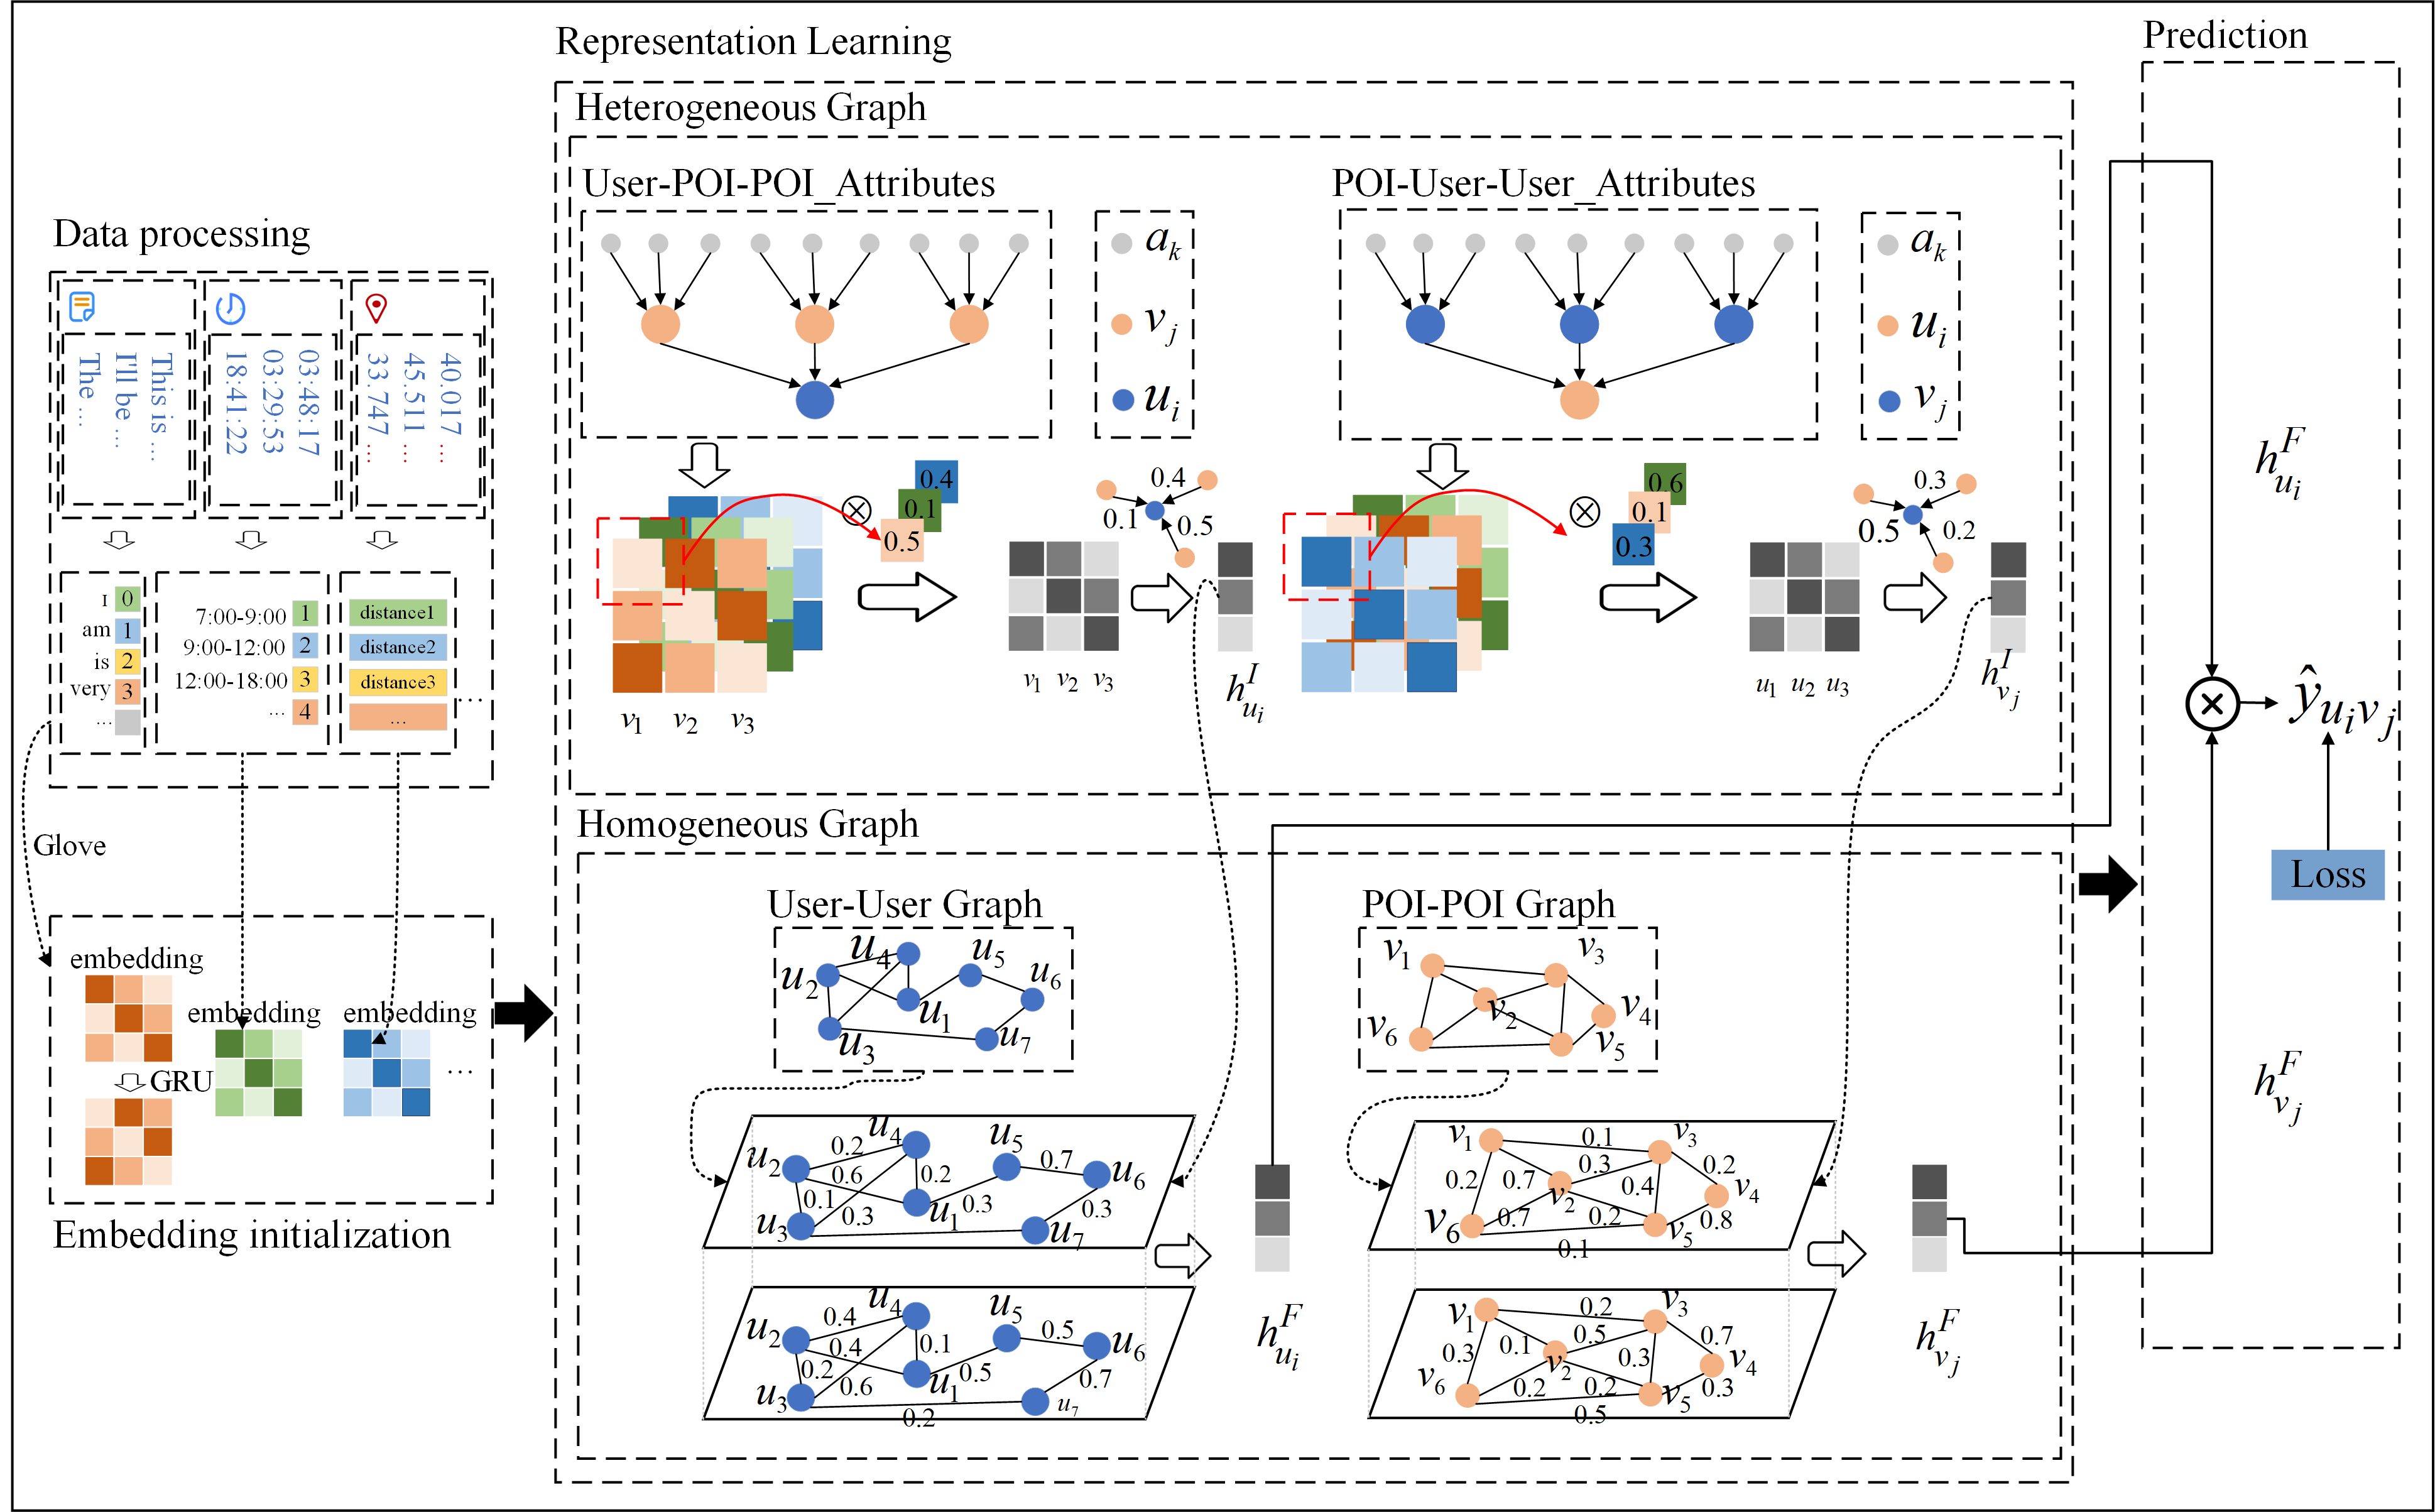 Representation Learning
Prediction
Heterogeneous Graph
User-POI-POI_Attributes
POI-User-User_Attributes
Data processing
a_k
v_j
u_i
a_k
u_i
v_j
The ...
I'll be ...
This is ...
18:41:22
03:29:53
03:48:17
33.747 ...
45.511 ...
40.017 ...
I 0
am 1
is 2
very 3
...
7:00-9:00 1
9:00-12:00 2
12:00-18:00 3
... 4
distance1
distance2
distance3
...
...
0.4
0.1
0.5
v_1 v_2 v_3
v_1 v_2 v_3
0.4
0.1
0.5
h_{u_i}^I
0.6
0.1
0.3
u_1 u_2 u_3
0.3
0.5
0.2
h_{v_j}^I
h_{u_i}^F
ŷ_{u_i v_j}
Loss
h_{v_j}^F
Glove
embedding
embedding
embedding
...
GRU
Embedding initialization
Homogeneous Graph
User-User Graph
u_4
u_5
u_2
u_6
u_1
u_3
u_7
POI-POI Graph
v_1
v_3
v_2
v_4
v_6
v_5
u_4
u_5
0.2
u_2
0.6
0.2
0.7
u_6
0.1
0.3
u_1
0.3
0.3
u_3
u_7
u_4
u_5
0.4
u_2
0.4
0.1
0.5
u_6
0.2
0.6
u_1
0.5
0.7
u_3
u_7
0.2
h_{u_i}^F
v_1
0.1
v_3
0.3
0.2
0.2
0.7
v_2
0.4
v_4
v_6
0.7
0.2
v_5
0.8
0.1
v_1
0.2
v_3
0.5
0.7
0.3
0.1
v_2
0.3
v_4
v_6
0.2
0.2
v_5
0.3
0.5
h_{v_j}^F